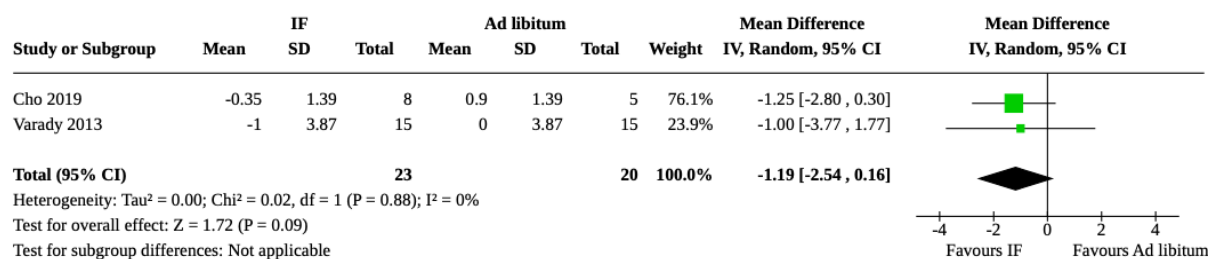 IF Ad libitum Mean Difference Mean Difference
Study or Subgroup Mean SD Total Mean SD Total Weight IV, Random, 95% CI IV, Random, 95% CI
Cho 2019 -0.35 1.39 8 0.9 1.39 5 76.1% -1.25 [-2.80 , 0.30]
Varady 2013 -1 3.87 15 0 3.87 15 23.9% -1.00 [-3.77 , 1.77]
Total (95% CI) 23 20 100.0% -1.19 [-2.54 , 0.16]
Heterogeneity: Tau² = 0.00; Chi² = 0.02, df = 1 (P = 0.88); I² = 0%
Test for overall effect: Z = 1.72 (P = 0.09)
-4 -2 0 2 4
Test for subgroup differences: Not applicable
Favours IF Favours Ad libitum